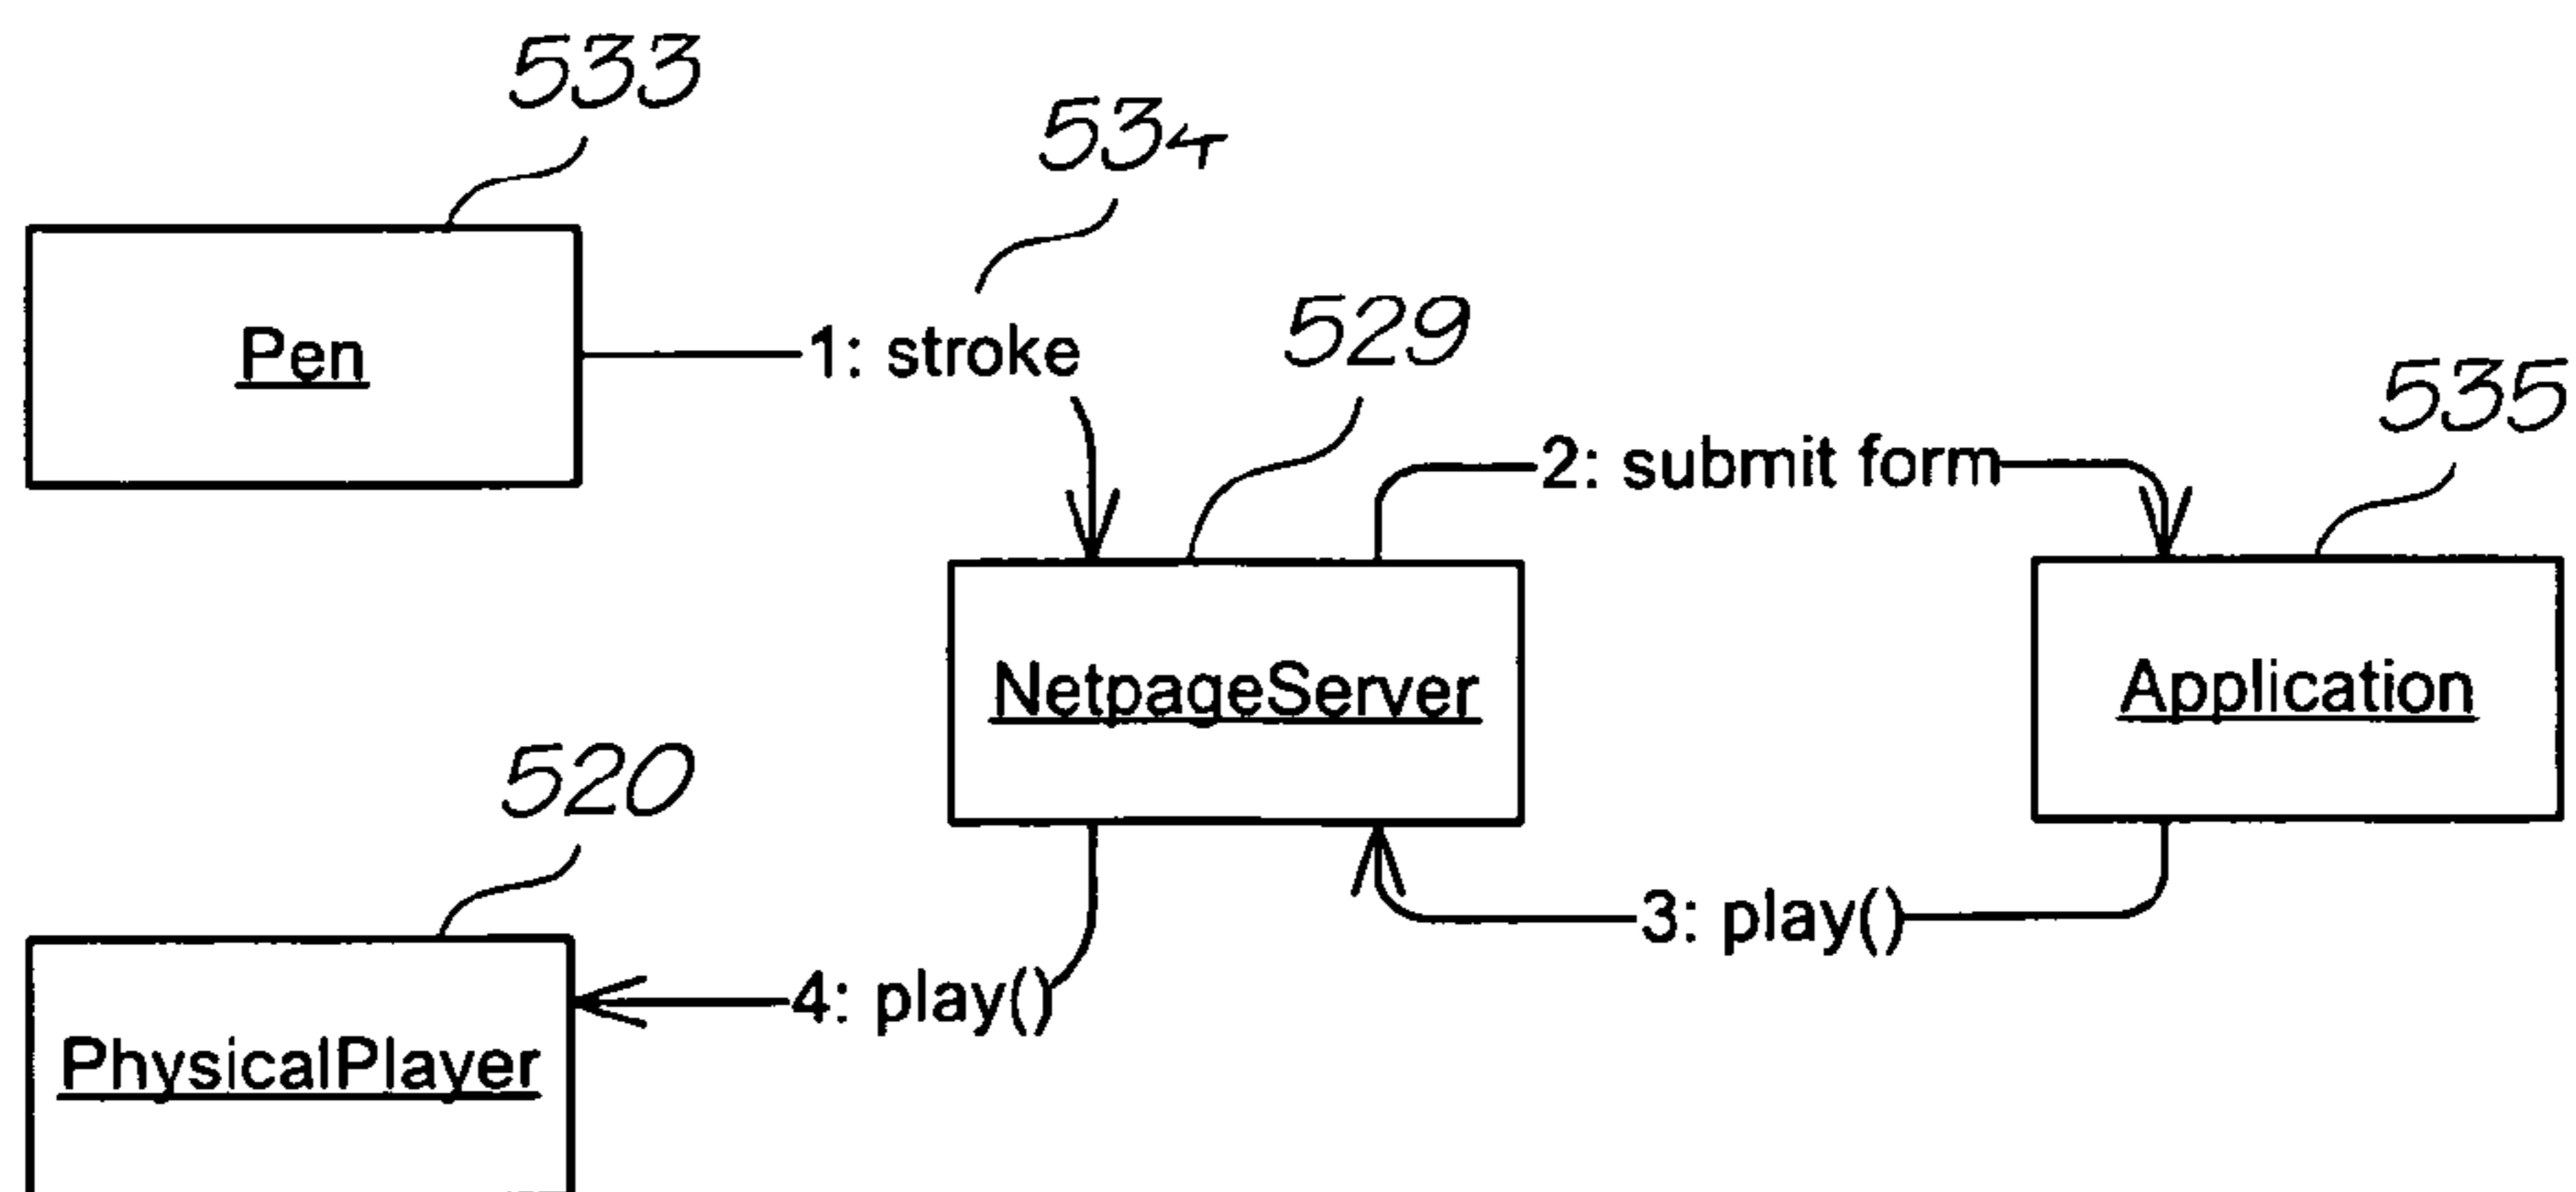 533
534
Pen
1: stroke
529
535
2: submit form
NetpageServer
Application
520
3: play()
4: play()
PhysicalPlayer